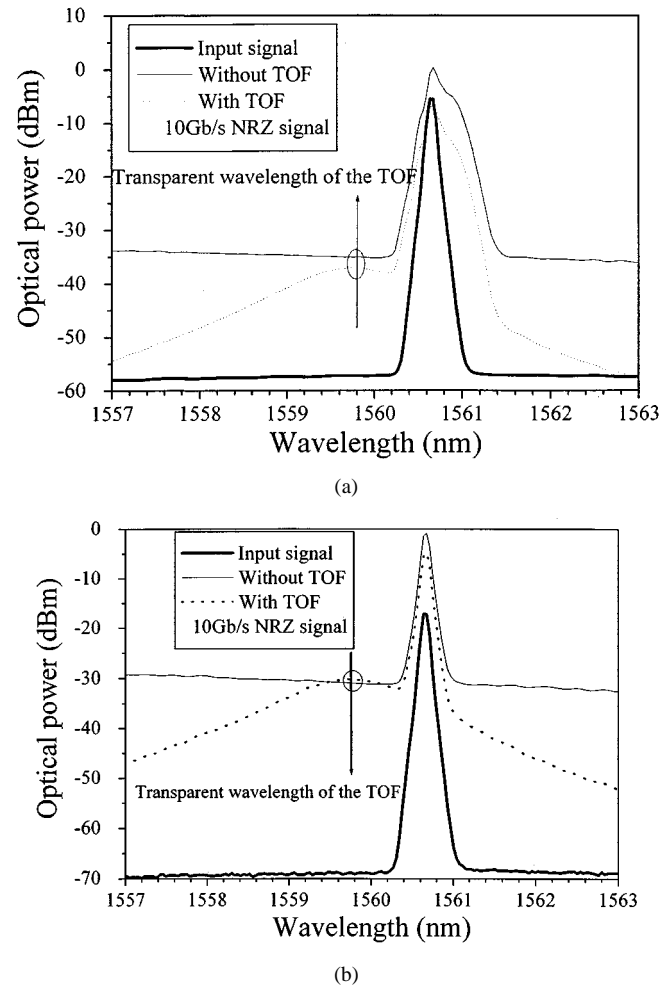 10
0
-10
-20
-30
-40
-50
-60
Optical power (dBm)
Input signal
Without TOF
With TOF
10Gb/s NRZ signal
Transparent wavelength of the TOF
1557 1558 1559 1560 1561 1562 1563
Wavelength (nm)
(a)
0
-10
-20
-30
-40
-50
-60
-70
Optical power (dBm)
Input signal
Without TOF
With TOF
10Gb/s NRZ signal
Transparent wavelength of the TOF
1557 1558 1559 1560 1561 1562 1563
Wavelength (nm)
(b)